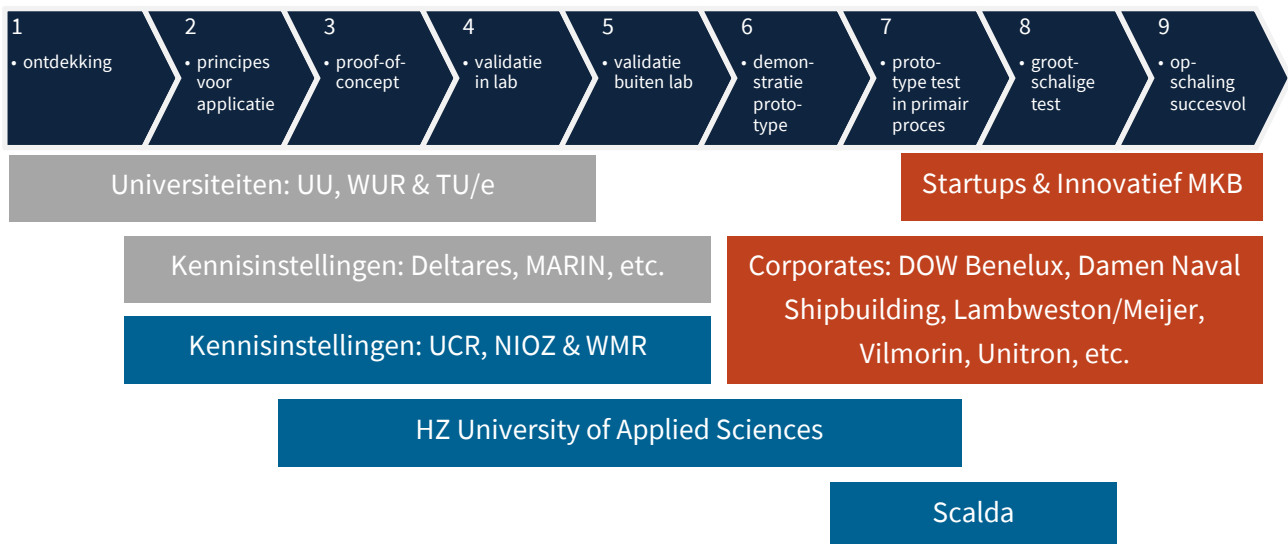 1
• ontdekking
2
• principes
voor
applicatie
3
• proof-of-
concept
4
• validatie
in lab
5
• validatie
buiten lab
6
• demon-
stratie
proto-
type
7
• proto-
type test
in primair
proces
8
• groot-
schalige
test
9
• op-
schaling
succesvol
Universiteiten: UU, WUR & TU/e
Startups & Innovatief MKB
Kennisinstellingen: Deltares, MARIN, etc.
Corporates: DOW Benelux, Damen Naval
Shipbuilding, Lambweston/Meijer,
Vilmorin, Unitron, etc.
Kennisinstellingen: UCR, NIOZ & WMR
HZ University of Applied Sciences
Scalda